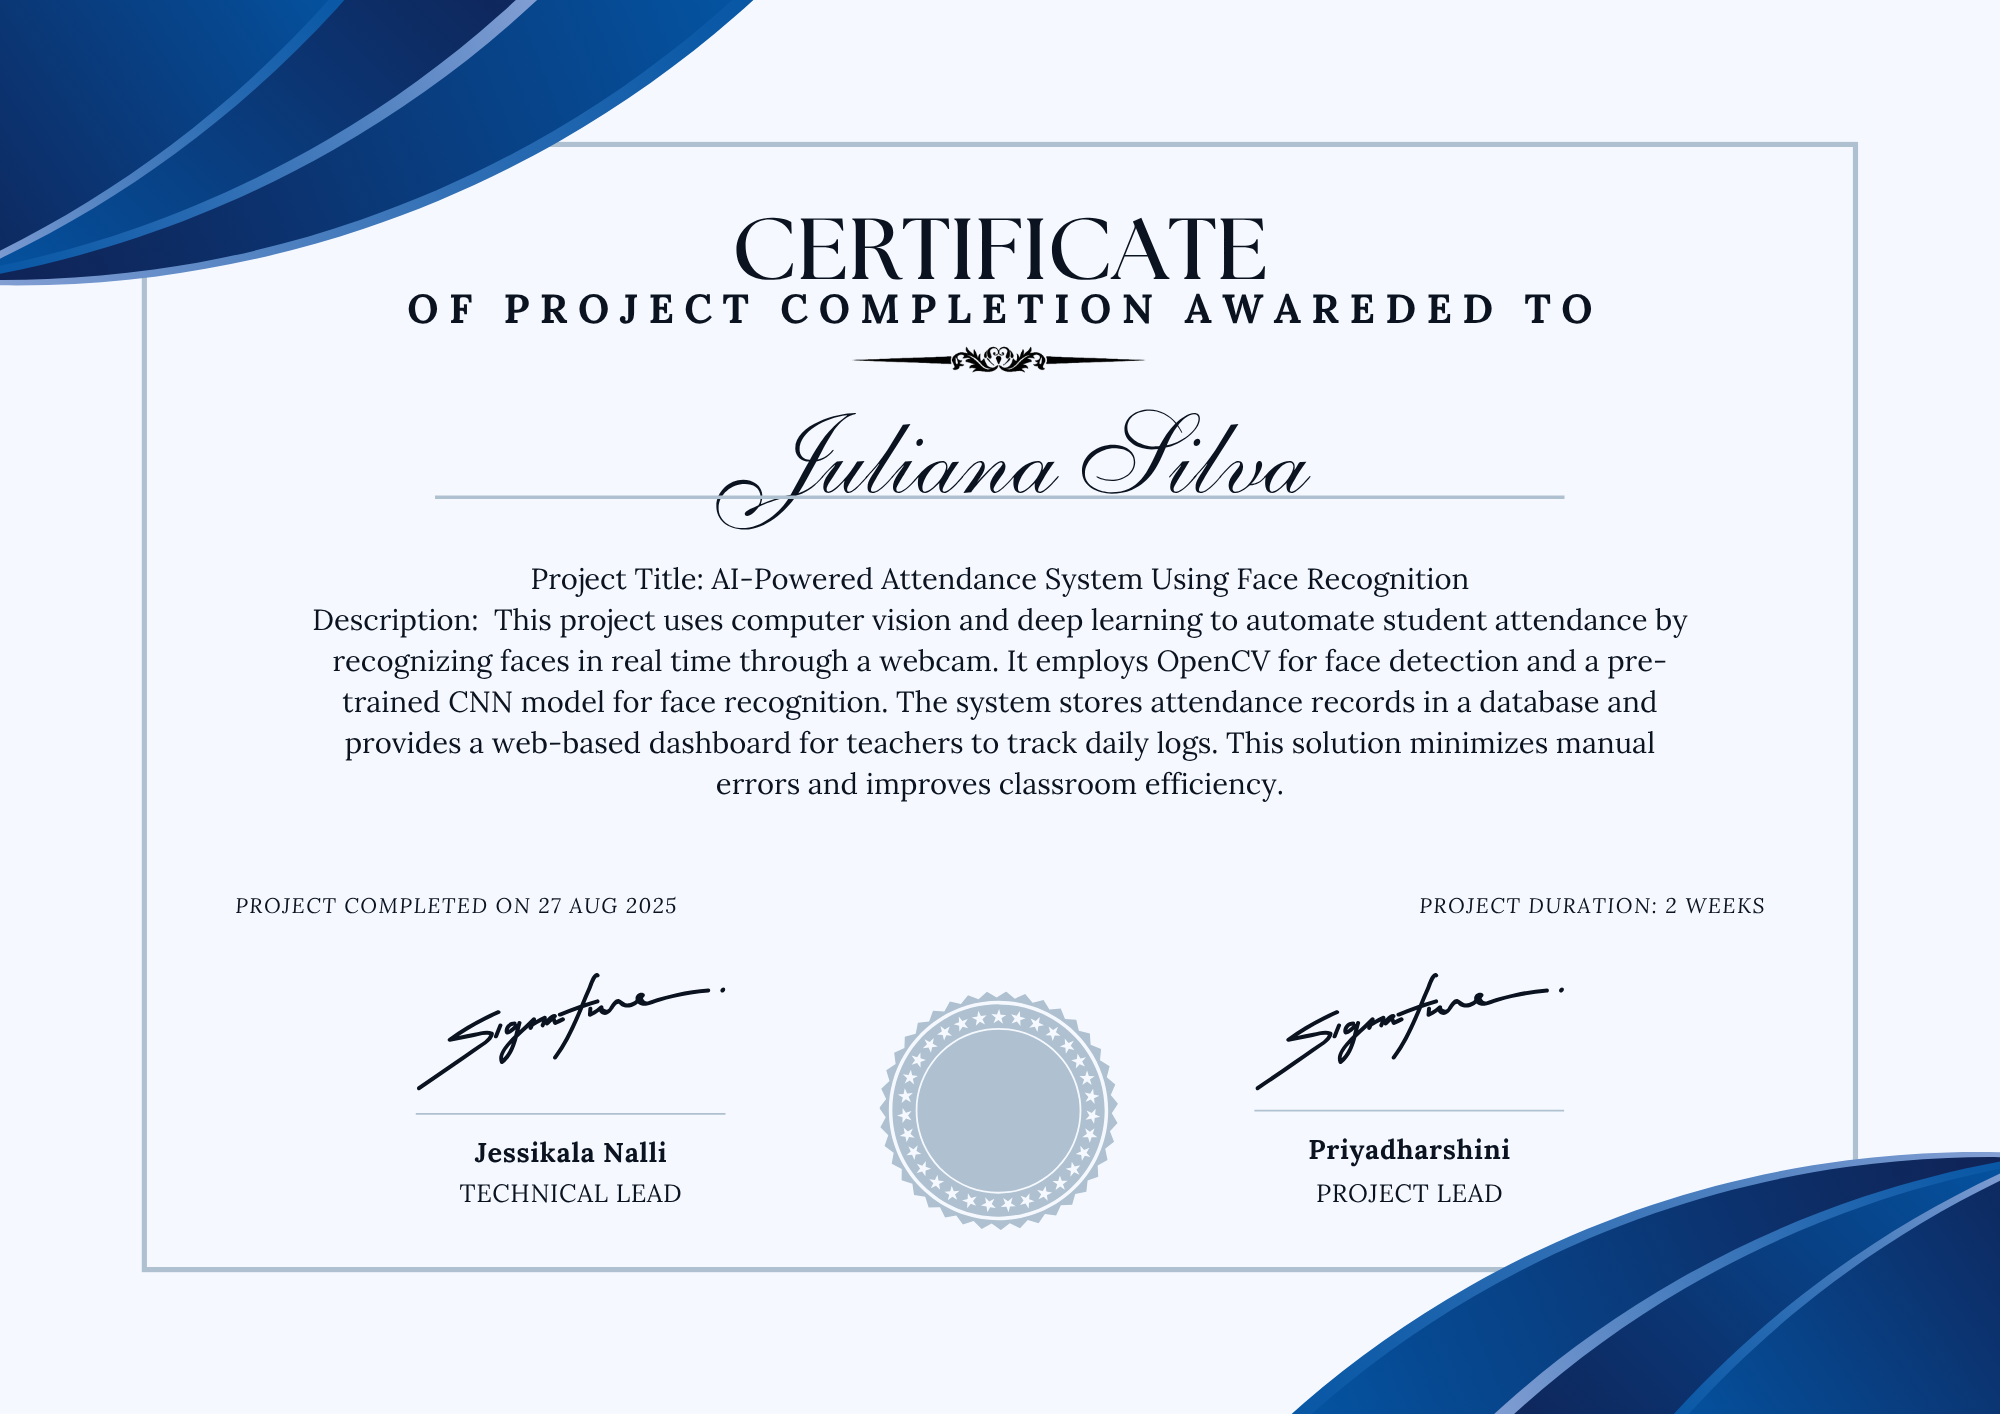 CERTIFICATE
OF PROJECT COMPLETION AWAREDED TO
Juliana Silva
Project Title: AI-Powered Attendance System Using Face Recognition
Description:  This project uses computer vision and deep learning to automate student attendance by
recognizing faces in real time through a webcam. It employs OpenCV for face detection and a pre-
trained CNN model for face recognition. The system stores attendance records in a database and
provides a web-based dashboard for teachers to track daily logs. This solution minimizes manual
errors and improves classroom efficiency.
PROJECT COMPLETED ON 27 AUG 2025
PROJECT DURATION: 2 WEEKS
Signature
Signature
Jessikala Nalli
TECHNICAL LEAD
Priyadharshini
PROJECT LEAD